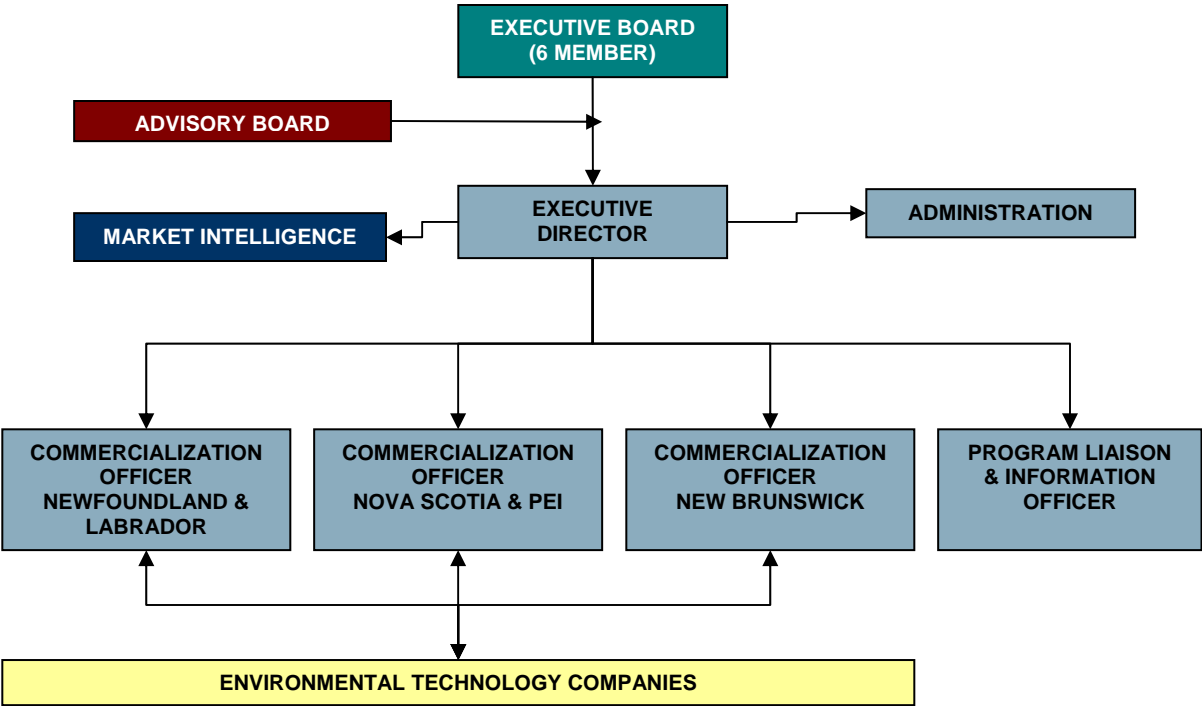 EXECUTIVE BOARD
(6 MEMBER)
ADVISORY BOARD
EXECUTIVE
DIRECTOR
ADMINISTRATION
MARKET INTELLIGENCE
COMMERCIALIZATION
OFFICER
NEWFOUNDLAND &
LABRADOR
COMMERCIALIZATION
OFFICER
NOVA SCOTIA & PEI
COMMERCIALIZATION
OFFICER
NEW BRUNSWICK
PROGRAM LIAISON
& INFORMATION
OFFICER
ENVIRONMENTAL TECHNOLOGY COMPANIES